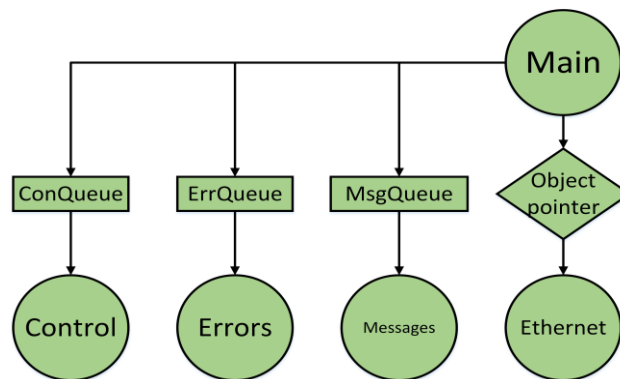 Main
ConQueue
ErrQueue
MsgQueue
Object
pointer
Control
Errors
Messages
Ethernet